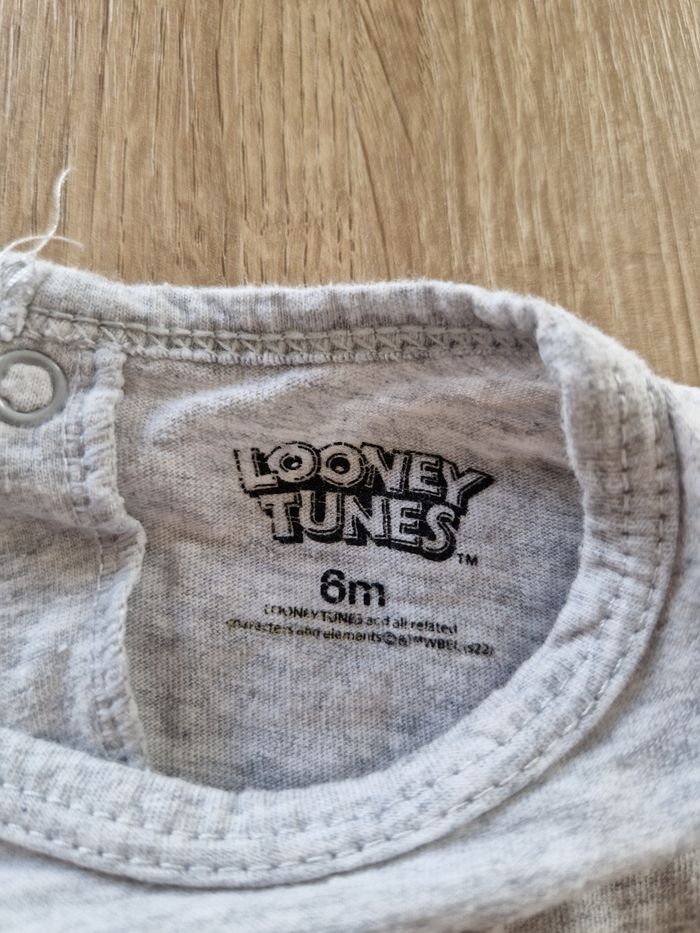 LOONEY
TUNES
™
6m
LOONEY TUNES and all related
characters and elements © & ™ WBEI. (s22)